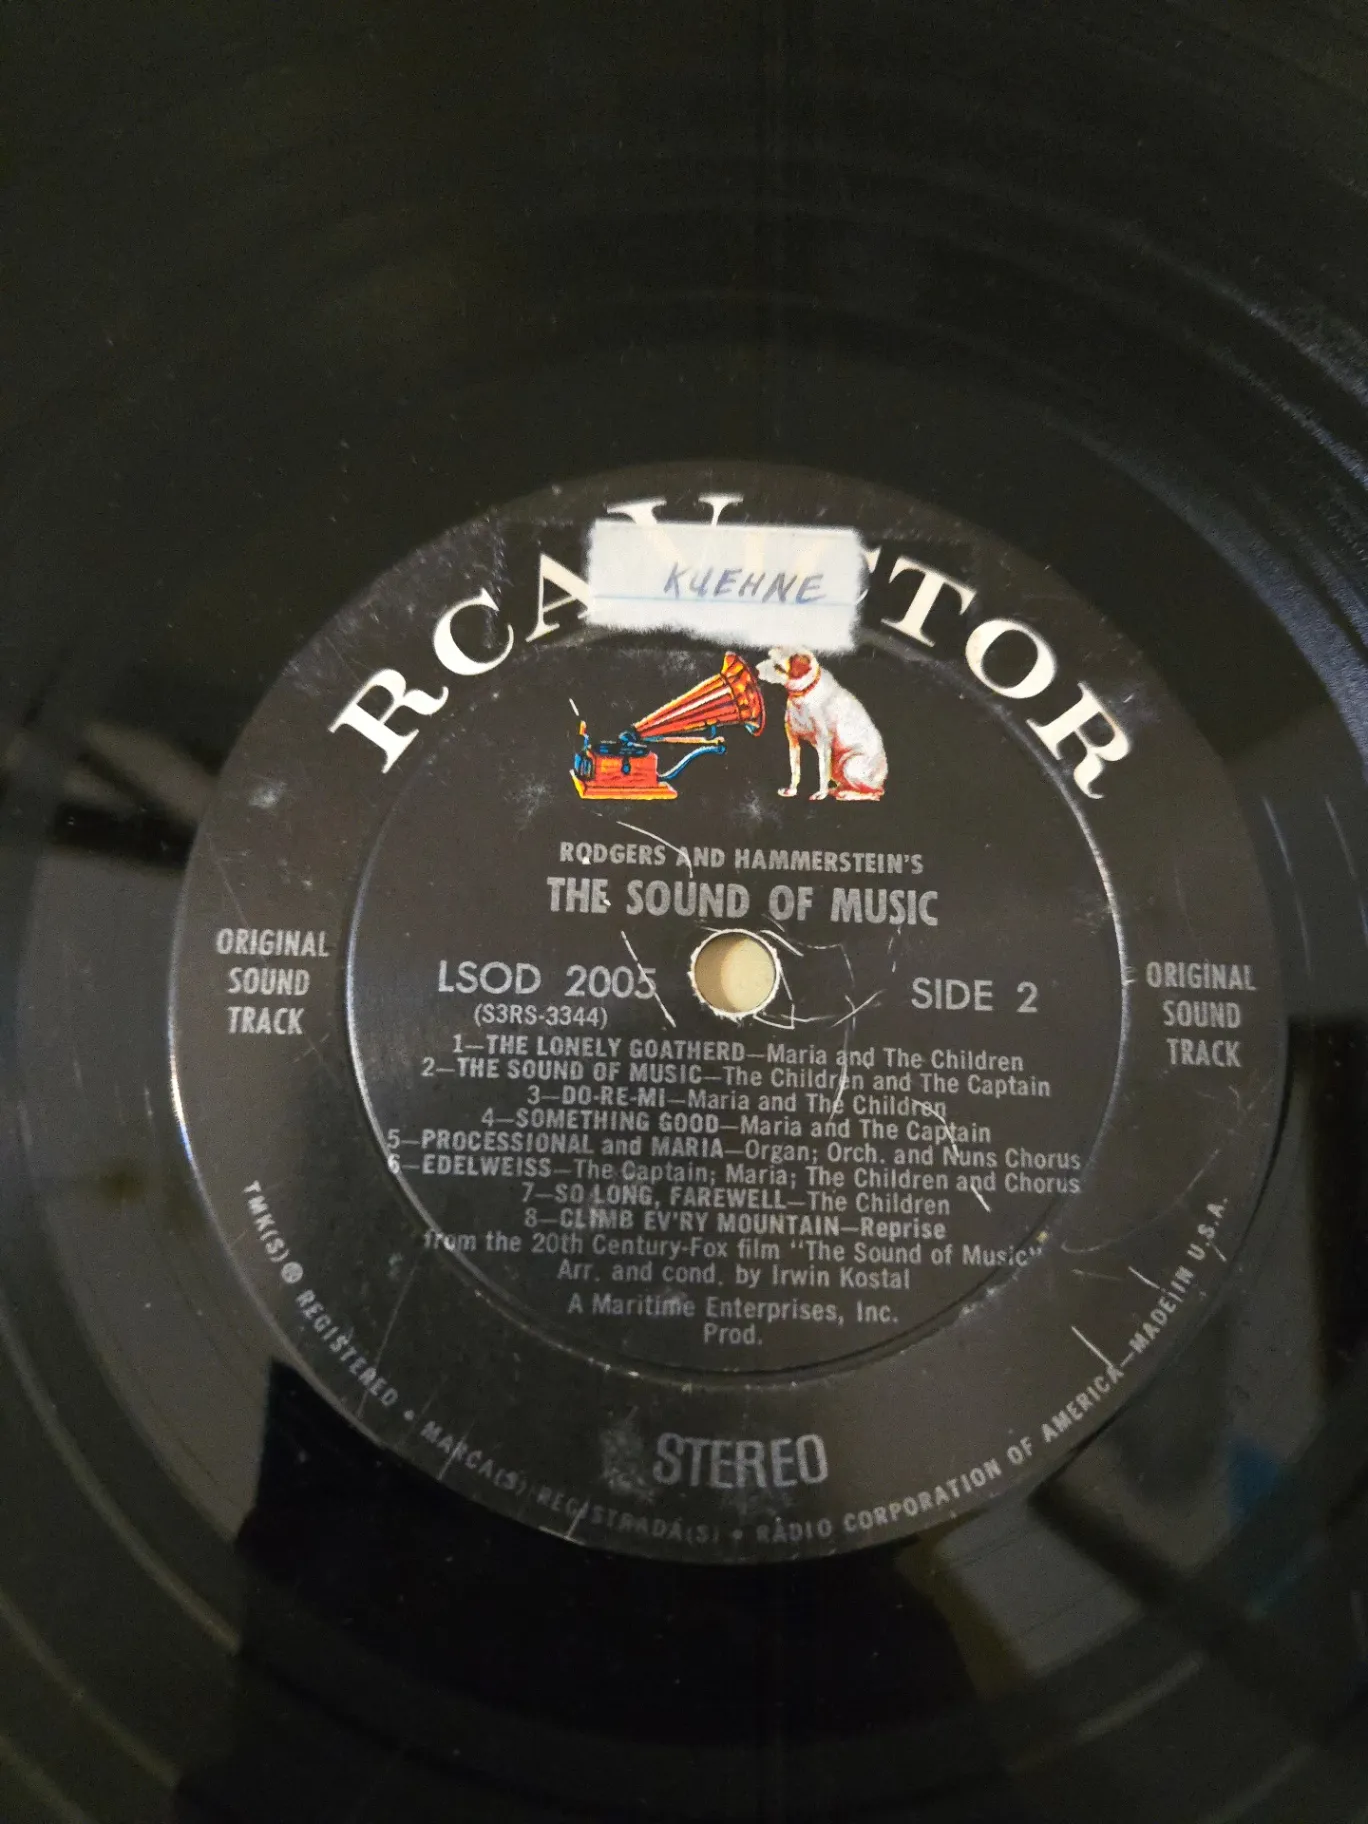 RCA VICTOR
KUEHNE
RODGERS AND HAMMERSTEIN'S
THE SOUND OF MUSIC
ORIGINAL
SOUND
TRACK
LSOD 2005
(S3RS-3344)
SIDE 2
ORIGINAL
SOUND
TRACK
1—THE LONELY GOATHERD—Maria and The Children
2—THE SOUND OF MUSIC—The Children and The Captain
3—DO-RE-MI—Maria and The Children
4—SOMETHING GOOD—Maria and The Captain
5—PROCESSIONAL and MARIA—Organ; Orch. and Nuns Chorus
6—EDELWEISS—The Captain; Maria; The Children and Chorus
7—SO LONG, FAREWELL—The Children
8—CLIMB EV'RY MOUNTAIN—Reprise
from the 20th Century-Fox film "The Sound of Music"
Arr. and cond. by Irwin Kostal
A Maritime Enterprises, Inc.
Prod.
STEREO
TMK(S) ® REGISTERED • MARCA(S) REGISTRADA(S) • RADIO CORPORATION OF AMERICA—MADE IN U.S.A.